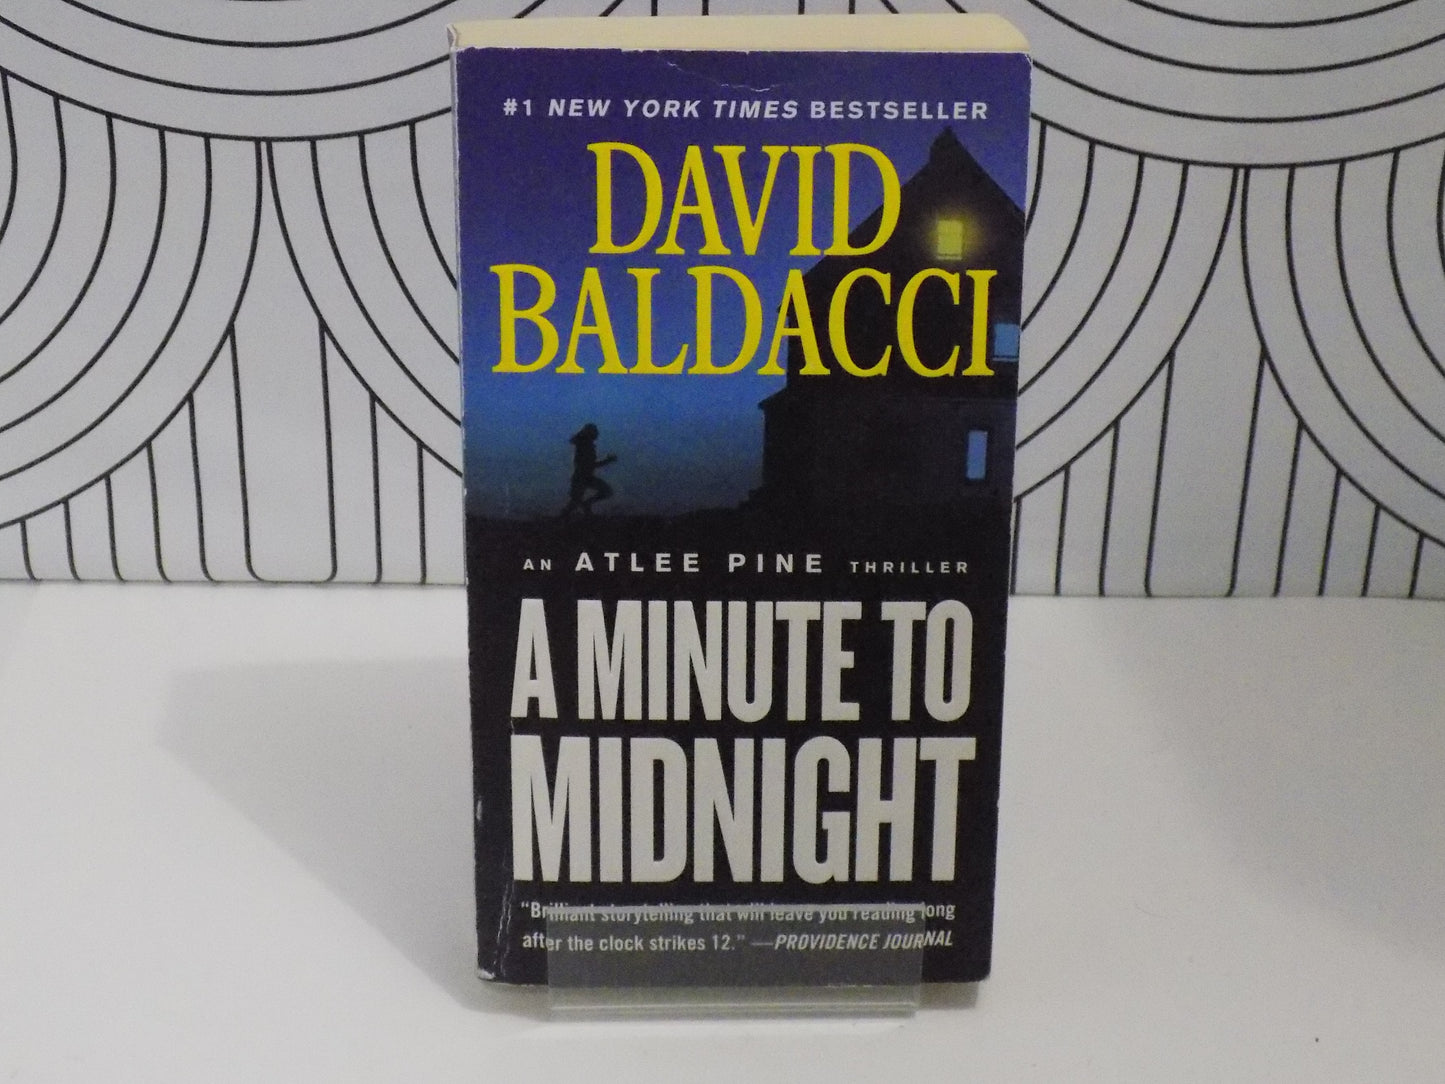 #1 NEW YORK TIMES BESTSELLER
DAVID
BALDACCI
AN ATLEE PINE THRILLER
A MINUTE TO
MIDNIGHT
“Brilliant storytelling that will leave you reading long
after the clock strikes 12.” —PROVIDENCE JOURNAL